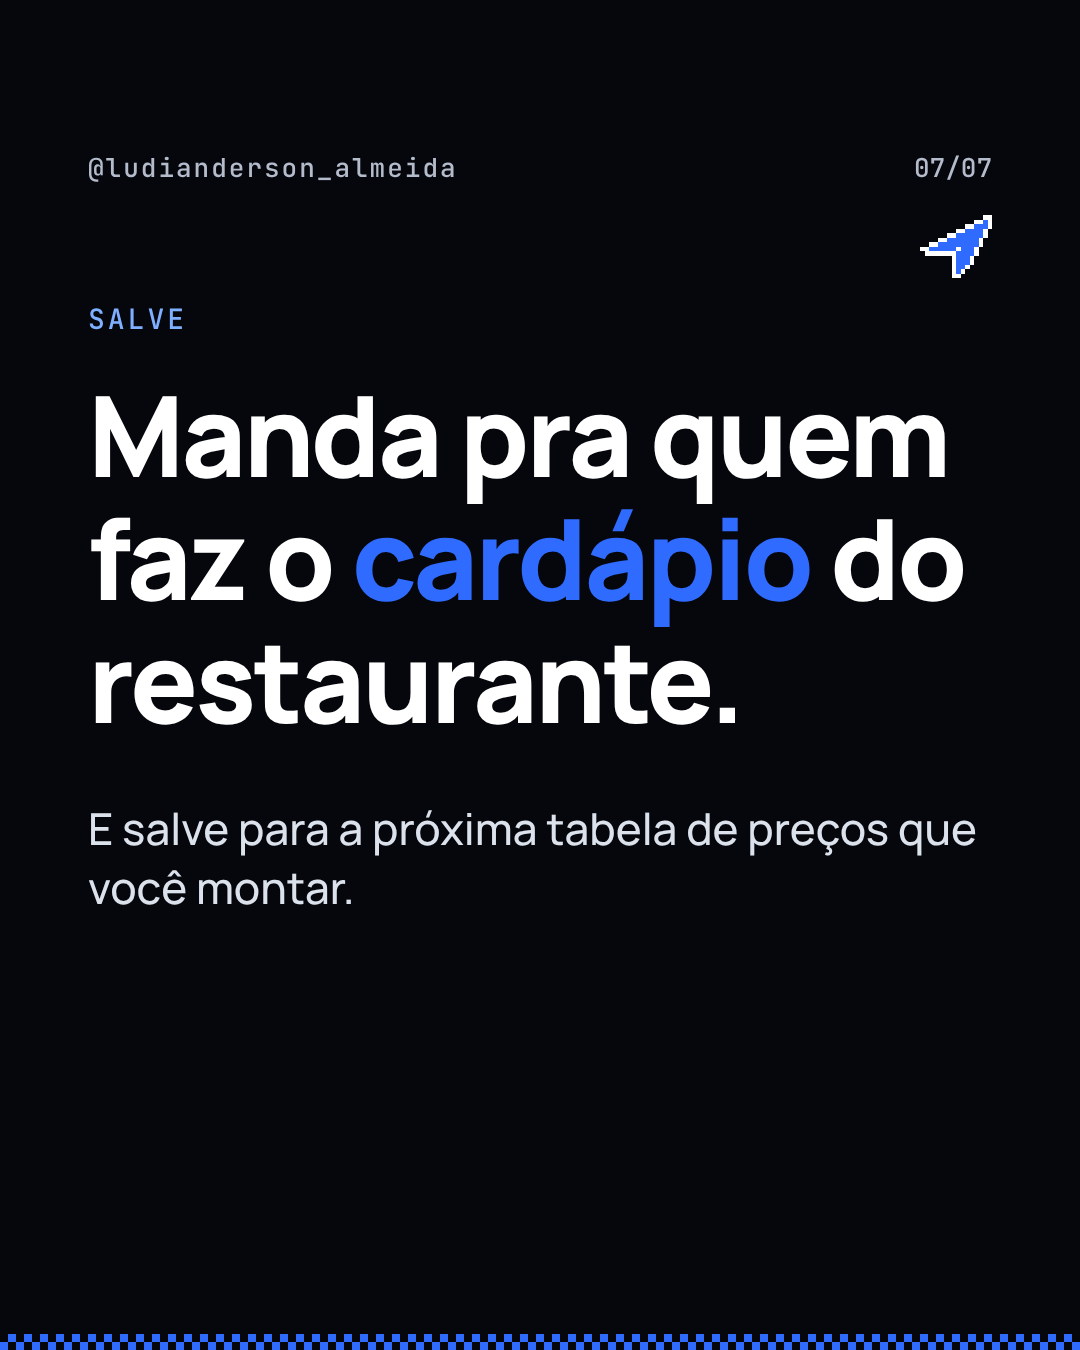 @ludianderson_almeida
07/07
SALVE
Manda pra quem
faz o cardápio do
restaurante.
E salve para a próxima tabela de preços que
você montar.